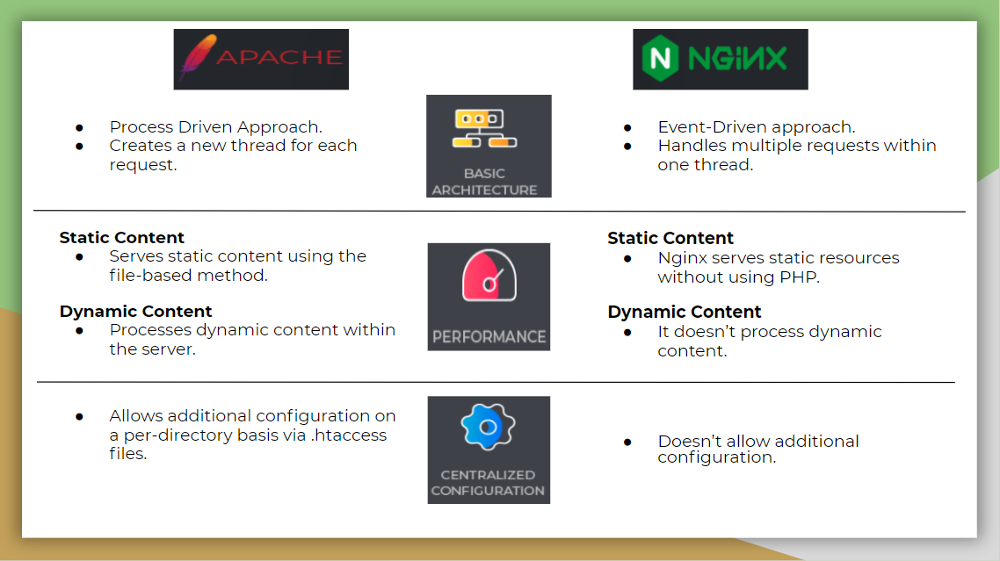 APACHE
NGiNX
● Process Driven Approach.
● Creates a new thread for each
request.
BASIC
ARCHITECTURE
● Event-Driven approach.
● Handles multiple requests within
one thread.
Static Content
● Serves static content using the
file-based method.
Dynamic Content
● Processes dynamic content within
the server.
PERFORMANCE
Static Content
● Nginx serves static resources
without using PHP.
Dynamic Content
● It doesn’t process dynamic
content.
● Allows additional configuration on
a per-directory basis via .htaccess
files.
CENTRALIZED
CONFIGURATION
● Doesn’t allow additional
configuration.